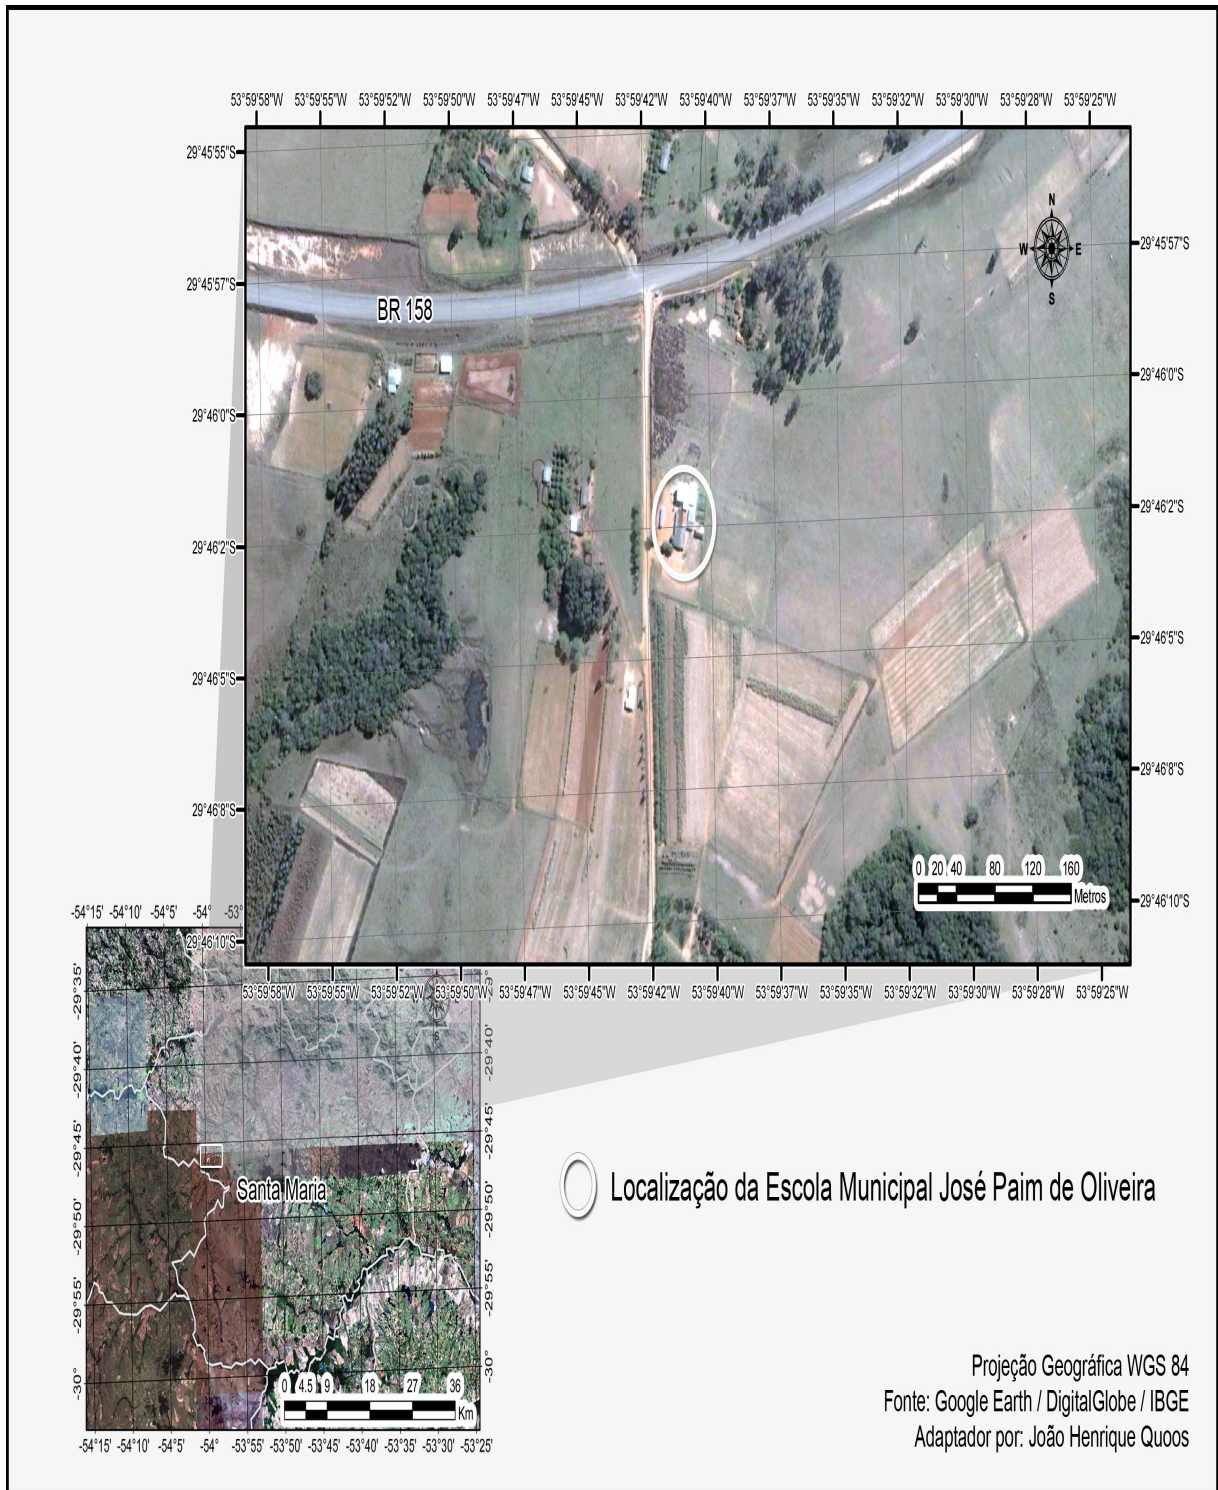 53°59'58"W 53°59'55"W 53°59'52"W 53°59'50"W 53°59'47"W 53°59'45"W 53°59'42"W 53°59'40"W 53°59'37"W 53°59'35"W 53°59'32"W 53°59'30"W 53°59'28"W 53°59'25"W
29°45'55"S
29°45'57"S
29°46'0"S
29°46'2"S
29°46'5"S
29°46'8"S
29°46'10"S
N
W E
S
BR 158
29°45'57"S
29°46'0"S
29°46'2"S
29°46'5"S
29°46'8"S
29°46'10"S
0 20 40 80 120 160
Metros
53°59'58"W 53°59'55"W 53°59'52"W 53°59'50"W 53°59'47"W 53°59'45"W 53°59'42"W 53°59'40"W 53°59'37"W 53°59'35"W 53°59'32"W 53°59'30"W 53°59'28"W 53°59'25"W
-54°15' -54°10' -54°5' -54° -53°
-29°35'
-29°40'
-29°45'
-29°50'
-29°55'
-30°
S
-29°40'
-29°45'
-29°50'
-29°55'
-30°
Santa Maria
0 4.5 9 18 27 36
Km
-54°15' -54°10' -54°5' -54° -53°55' -53°50' -53°45' -53°40' -53°35' -53°30' -53°25'
Localização da Escola Municipal José Paim de Oliveira
Projeção Geográfica WGS 84
Fonte: Google Earth / DigitalGlobe / IBGE
Adaptador por: João Henrique Quoos